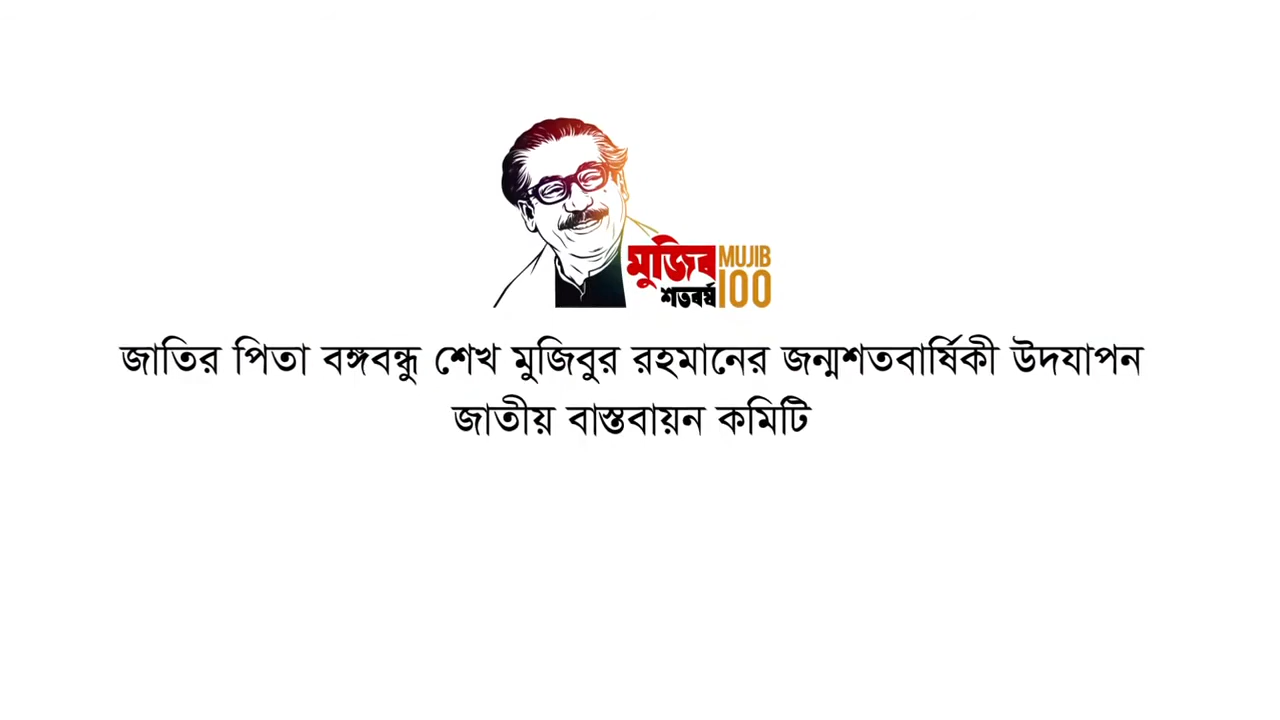 মুজিব MUJIB
শতবর্ষ 100
জাতির পিতা বঙ্গবন্ধু শেখ মুজিবুর রহমানের জন্মশতবার্ষিকী উদযাপন
জাতীয় বাস্তবায়ন কমিটি